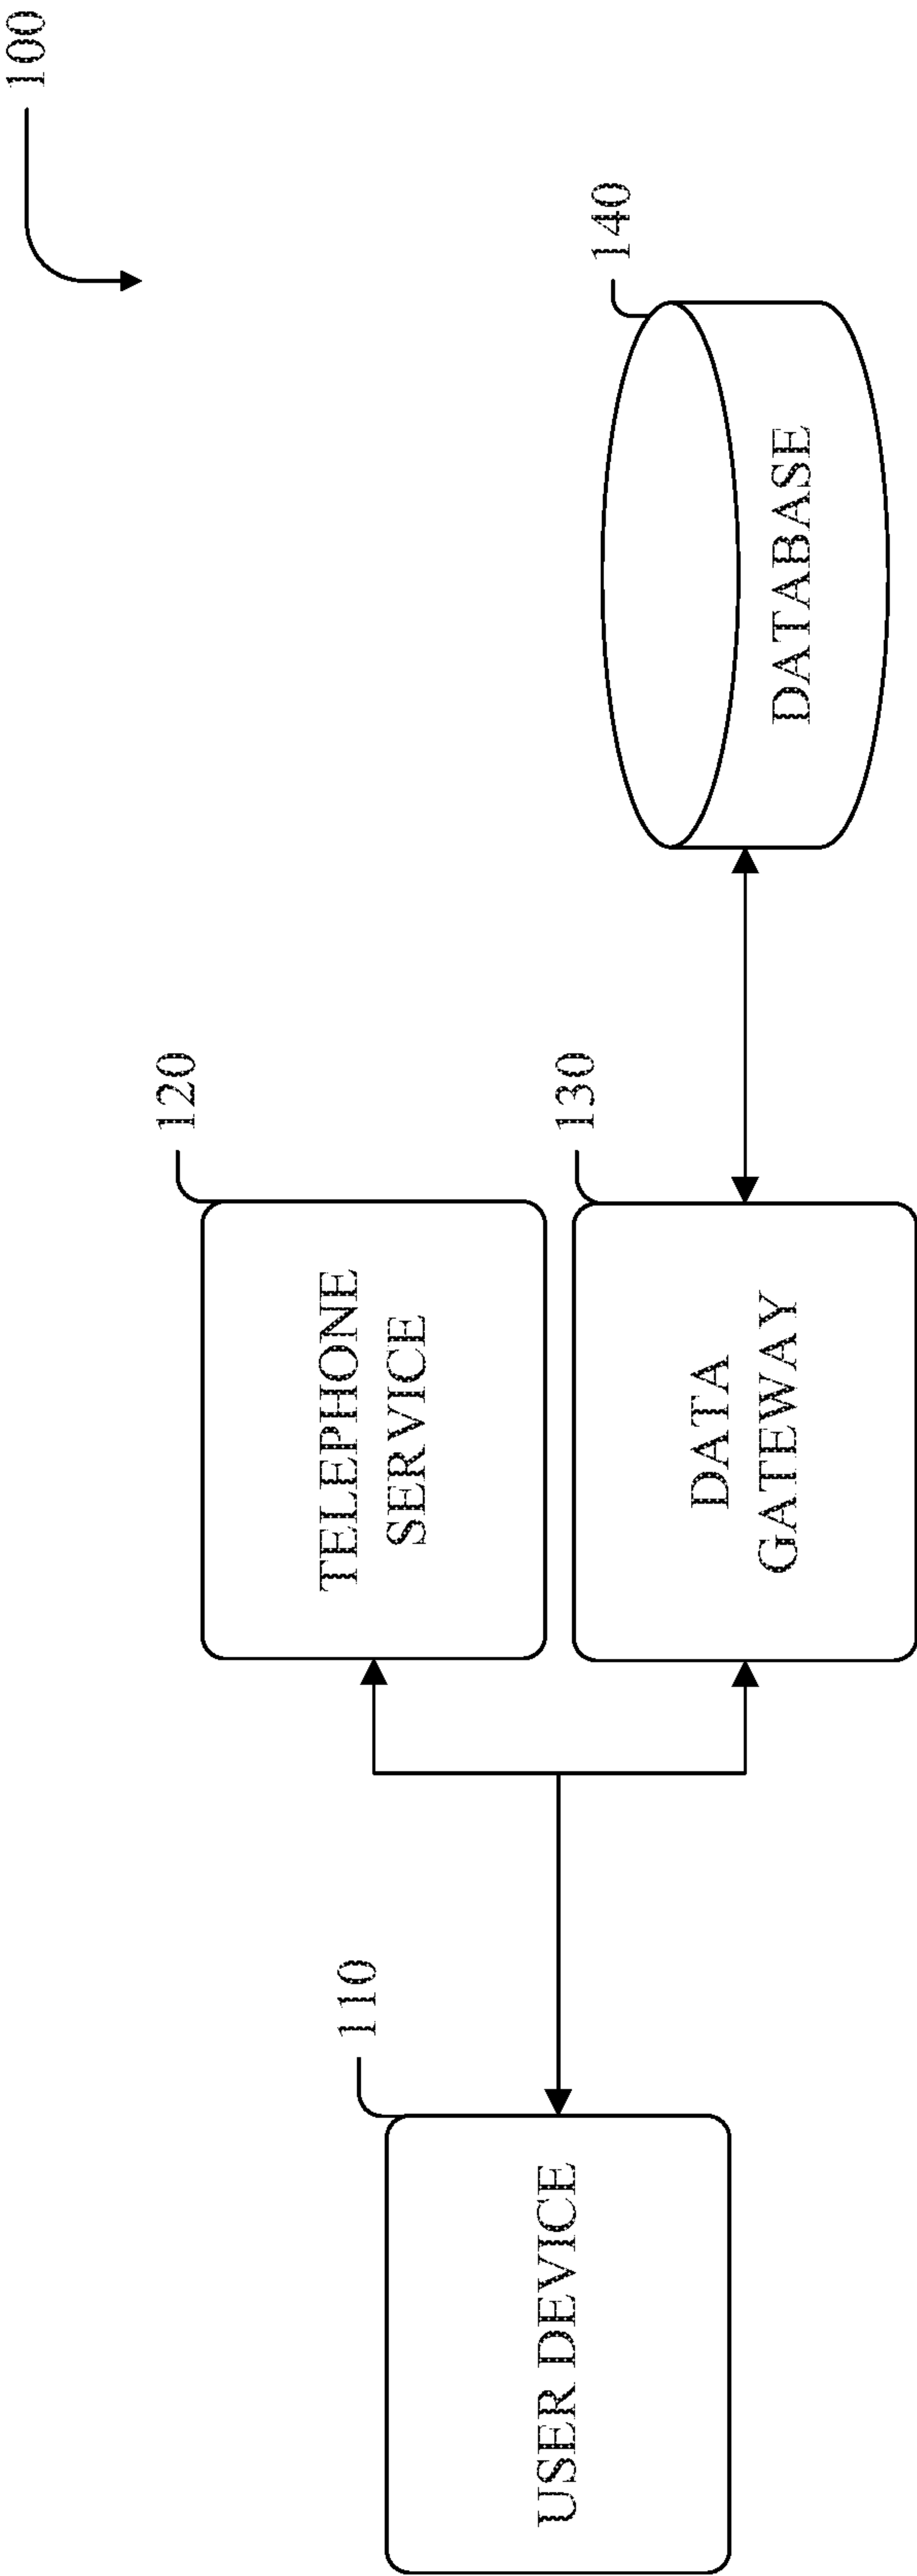 100
120
TELEPHONE
SERVICE
110
USER DEVICE
130
DATA
GATEWAY
140
DATABASE